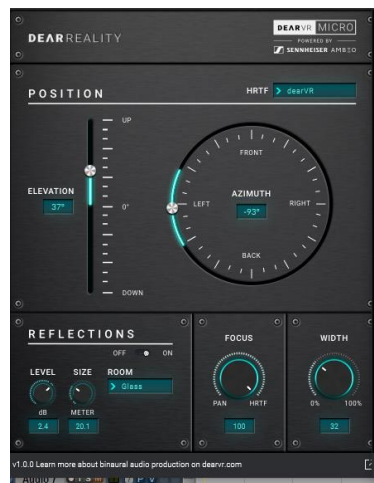 DEARREALITY
DEARVR MICRO
POWERED BY
SENNHEISER AMBEO
POSITION
HRTF > dearVR
UP
FRONT
ELEVATION
37°
0°
LEFT
AZIMUTH
-93°
RIGHT
BACK
DOWN
REFLECTIONS
OFF ON
LEVEL SIZE ROOM
> Glass
dB METER
2.4 20.1
FOCUS
PAN HRTF
100
WIDTH
0% 100%
32
v1.0.0 Learn more about binaural audio production on dearvr.com